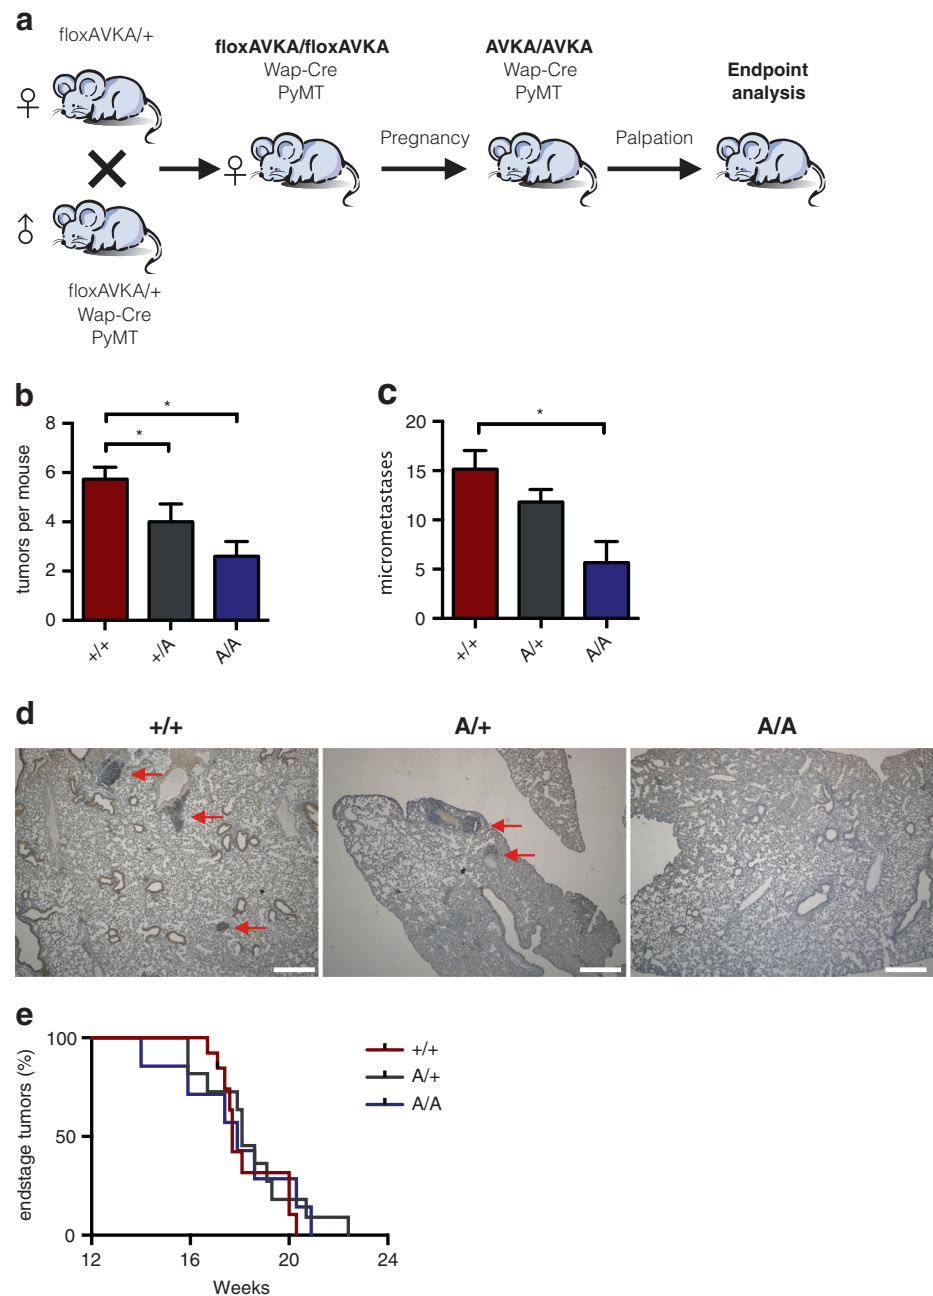 a
floxAVKA/+
♀
♂
floxAVKA/+
Wap-Cre
PyMT
floxAVKA/floxAVKA
Wap-Cre
PyMT
♀
Pregnancy
AVKA/AVKA
Wap-Cre
PyMT
Palpation
Endpoint
analysis
b
tumors per mouse
8
6
4
2
0
*
*
+/+
+/A
A/A
c
micrometastases
20
15
10
5
0
*
+/+
A/+
A/A
d
+/+
A/+
A/A
e
endstage tumors (%)
100
50
0
12
16
20
24
Weeks
+/+
A/+
A/A